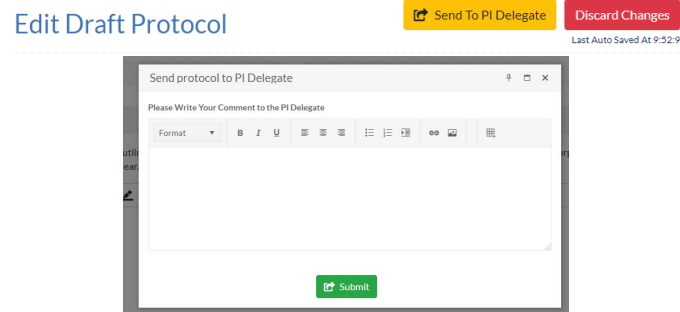 Edit Draft Protocol
Send To PI Delegate
Discard Changes
Last Auto Saved At 9:52:9
Send protocol to PI Delegate
Please Write Your Comment to the PI Delegate
Format
B I U
Submit